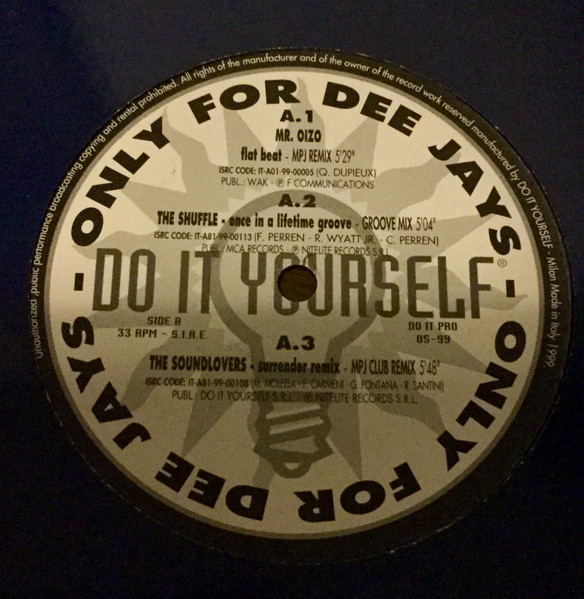 Unauthorized ,public performance broadcasting copying and rental prohibited. All rights of the manufacturer and of the owner of the record work reserved manufactured by DO IT YOURSELF - Milan Made in Italy 1999
ONLY FOR DEE JAYS - ONLY FOR DEE JAYS -
A.1
MR. OIZO
flat beat - MPJ REMIX 5'29"
ISRC CODE: IT-A01-99-00005 (Q. DUPIEUX)
PUBL.: WAK - ℗ F COMMUNICATIONS
A.2
THE SHUFFLE - once in a lifetime groove - GROOVE MIX 5'04"
ISRC CODE: IT-A81-99-00113 (F. PERREN - R. WYATT JR. - C. PERREN)
PUBL.: MCA RECORDS - ℗ NITELITE RECORDS S.R.L.
DO IT YOURSELF®
SIDE A
33 RPM - S.I.A.E.
DO IT PRO
05-99
A.3
THE SOUNDLOVERS - surrender remix - MPJ CLUB REMIX 5'48"
ISRC CODE: IT-A81-99-00108 (M. MOLELLA - F. CARMENI - G. FONTANA - R. SANTINI)
PUBL.: DO IT YOURSELF S.R.L. - ℗ NITELITE RECORDS S.R.L.